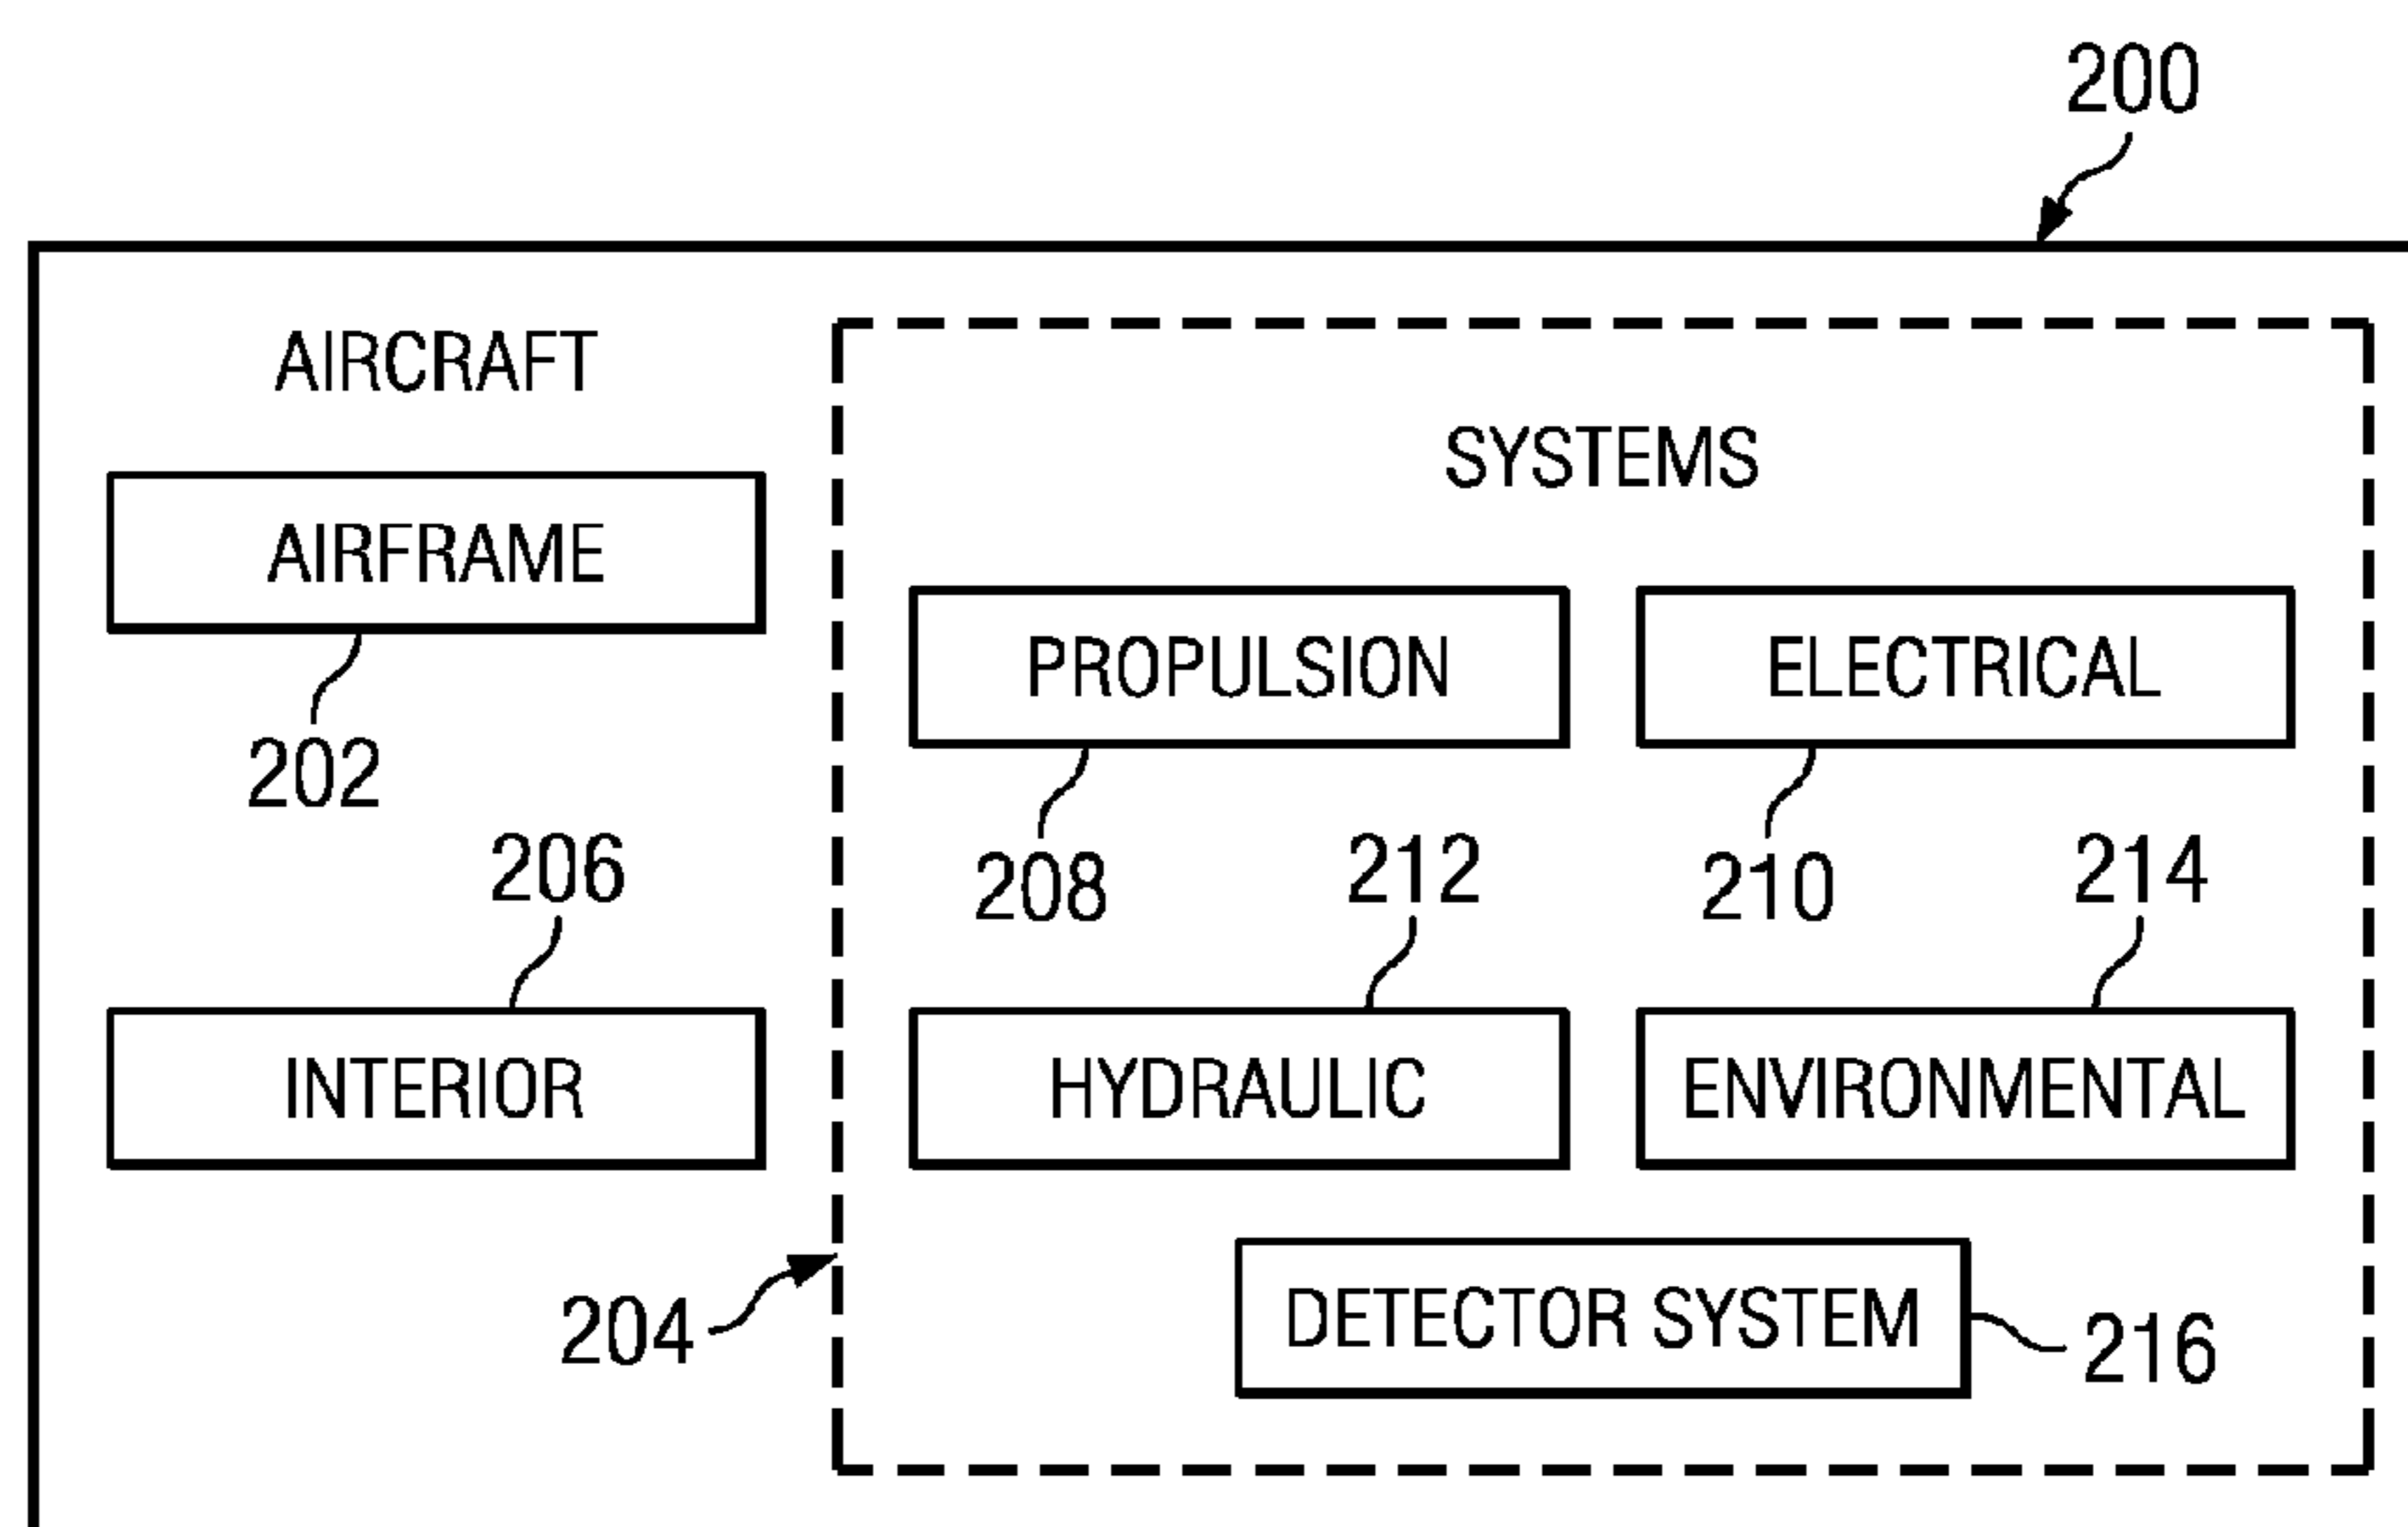 200
AIRCRAFT
SYSTEMS
AIRFRAME
PROPULSION
ELECTRICAL
202
206
208
212
210
214
INTERIOR
HYDRAULIC
ENVIRONMENTAL
204
DETECTOR SYSTEM
216